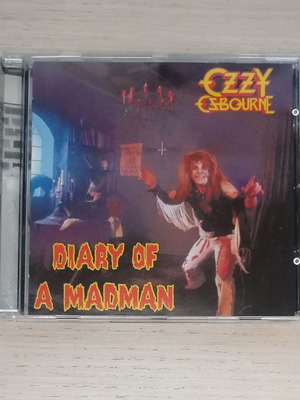 OZZY
OSBOURNE
DIARY OF
A MADMAN